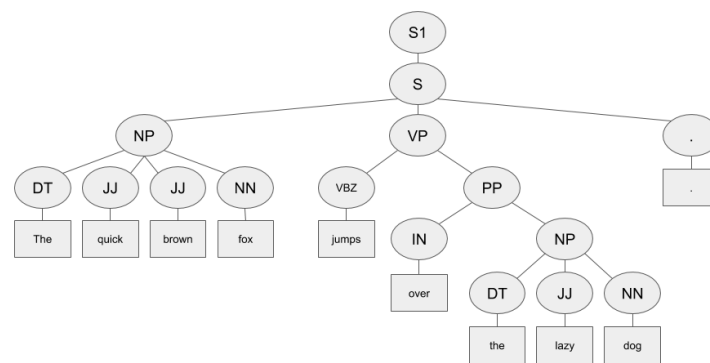 S1
S
NP VP .
DT JJ JJ NN VBZ PP .
The quick brown fox jumps IN NP
over DT JJ NN
the lazy dog